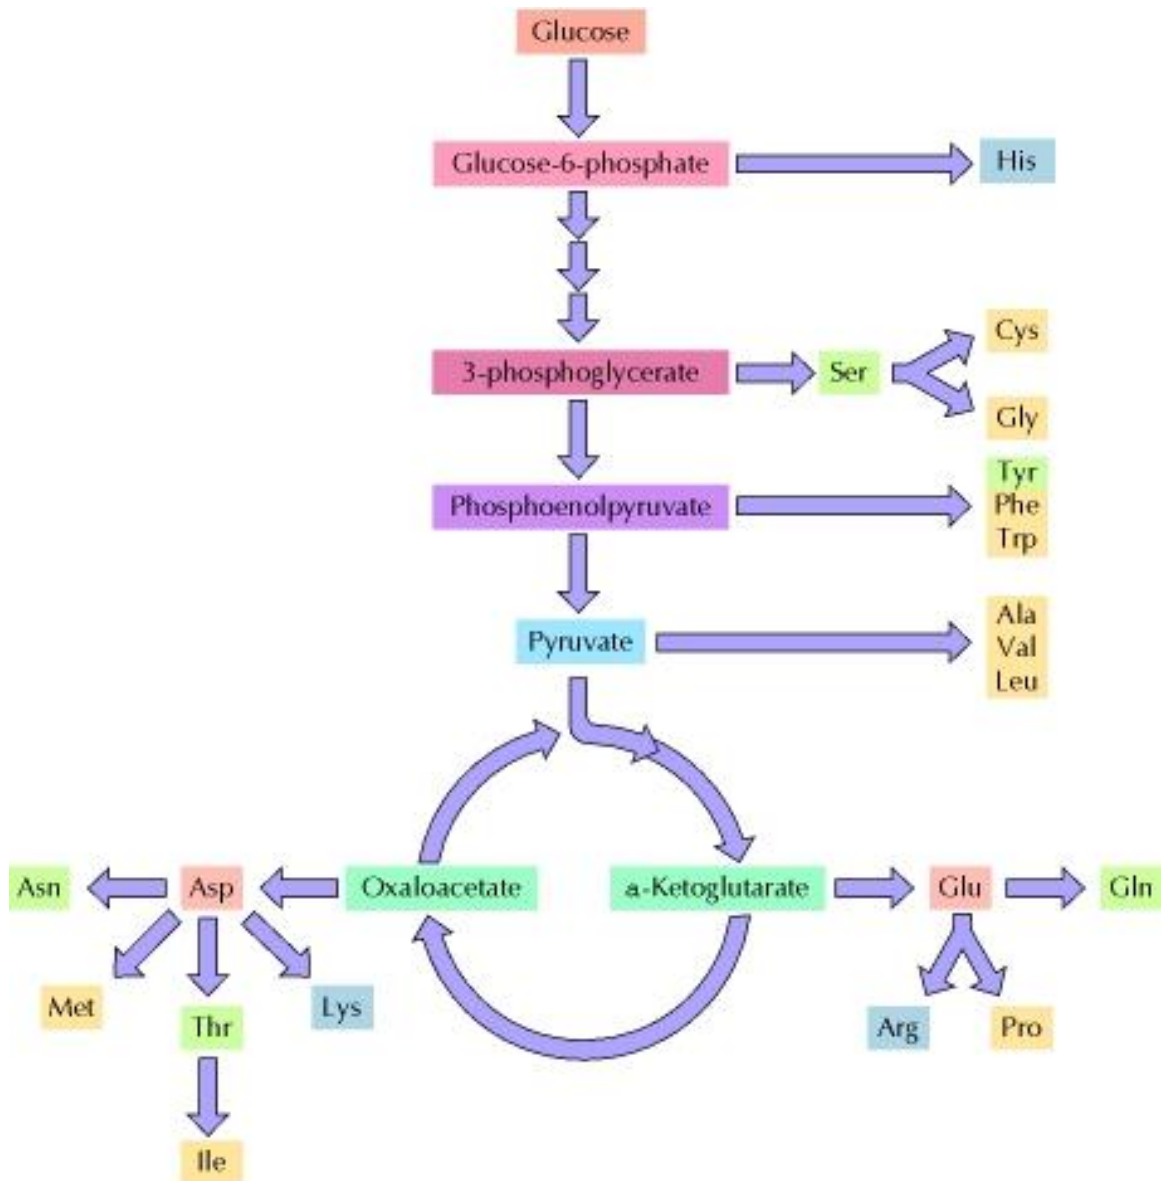 Glucose
Glucose-6-phosphate
His
3-phosphoglycerate
Ser
Cys
Gly
Phosphoenolpyruvate
Tyr
Phe
Trp
Pyruvate
Ala
Val
Leu
Asn
Asp
Oxaloacetate
a-Ketoglutarate
Glu
Gln
Met
Thr
Lys
Arg
Pro
Ile